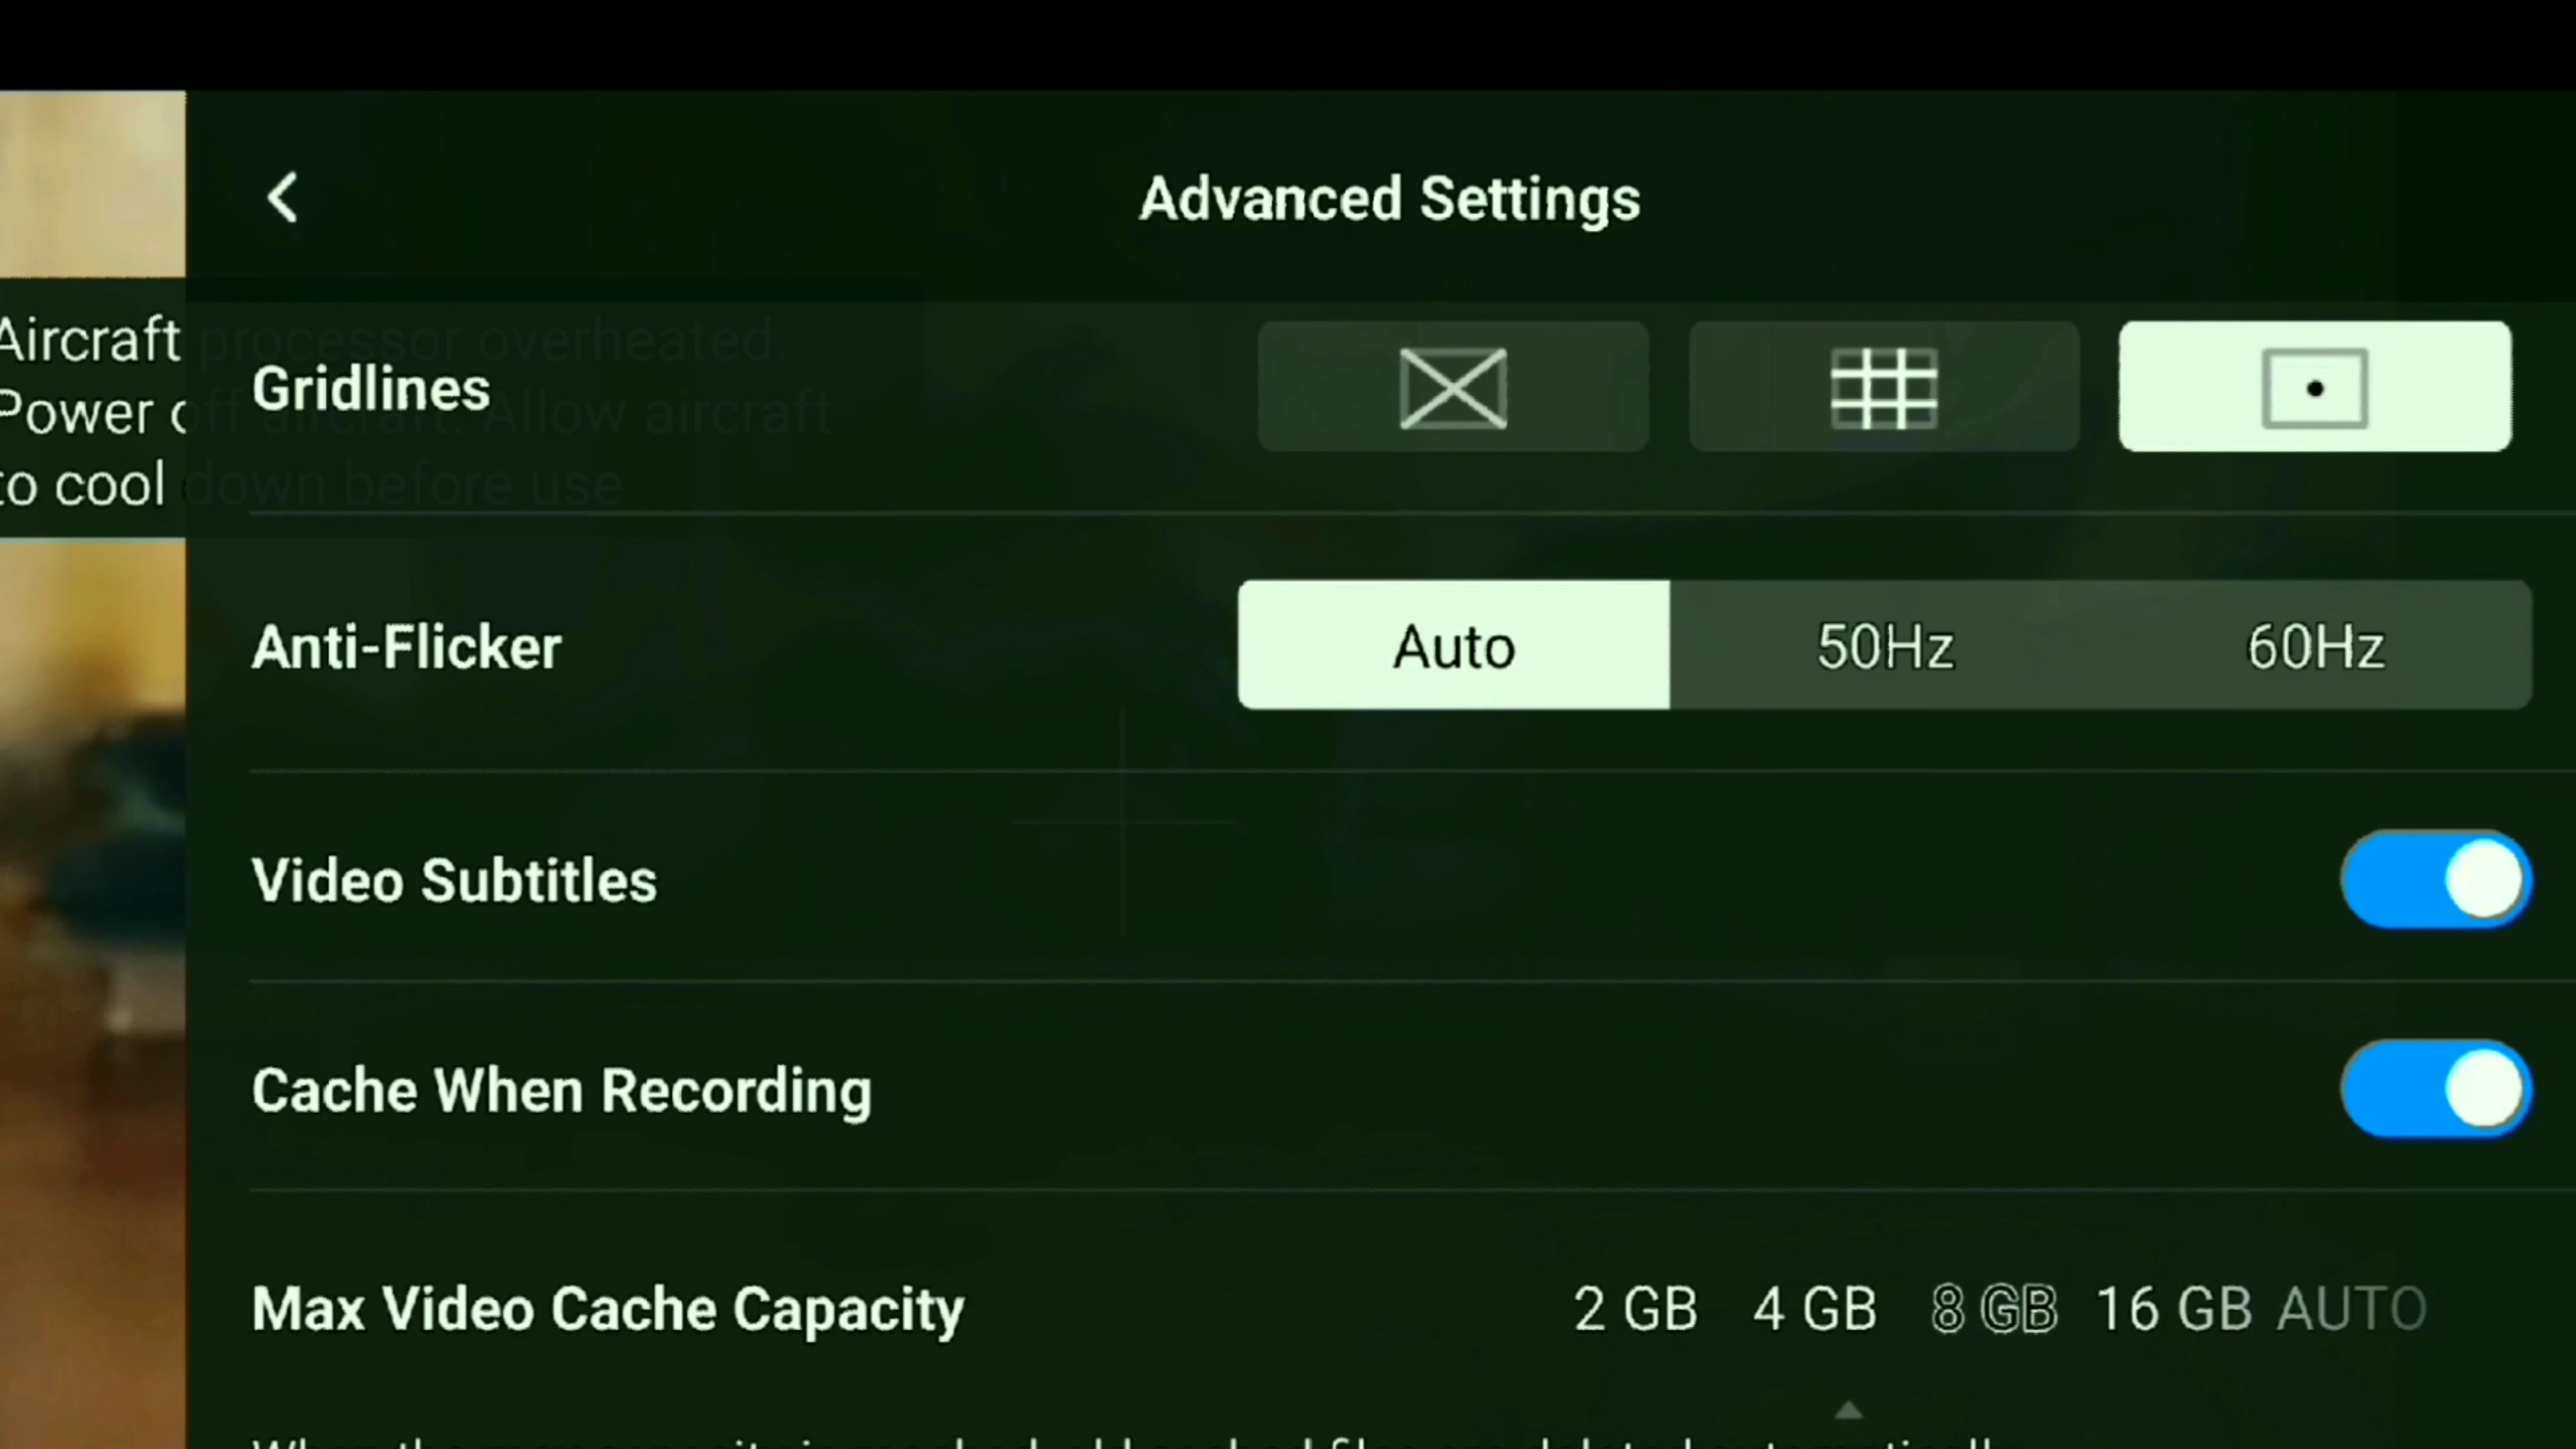 Advanced Settings
Aircraft processor overheated.
Power off aircraft. Allow aircraft
to cool down before use
Gridlines
Anti-Flicker
Auto 50Hz 60Hz
Video Subtitles
Cache When Recording
Max Video Cache Capacity
2 GB 4 GB 8 GB 16 GB AUTO